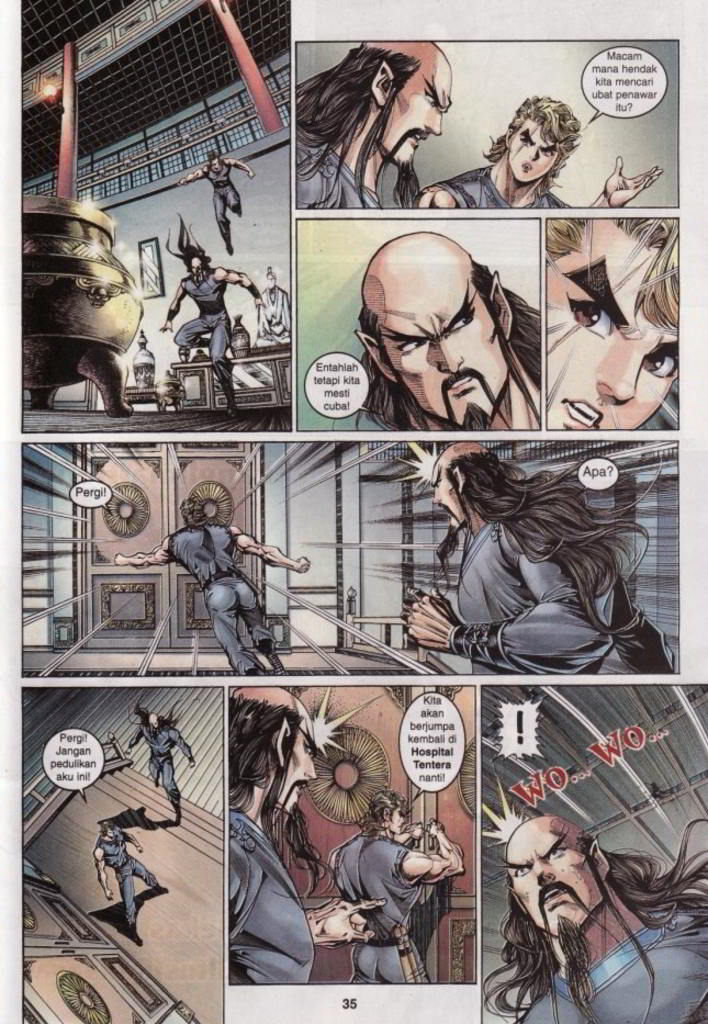 Macam
mana hendak
kita mencari
ubat penawar
itu?
Entahlah
tetapi kita
mesti
cuba!
Pergi!
Apa?
Pergi!
Jangan
pedulikan
aku ini!
Kita
akan
berjumpa
kembali di
Hospital
Tentera
nanti!
!
WO... WO...
35